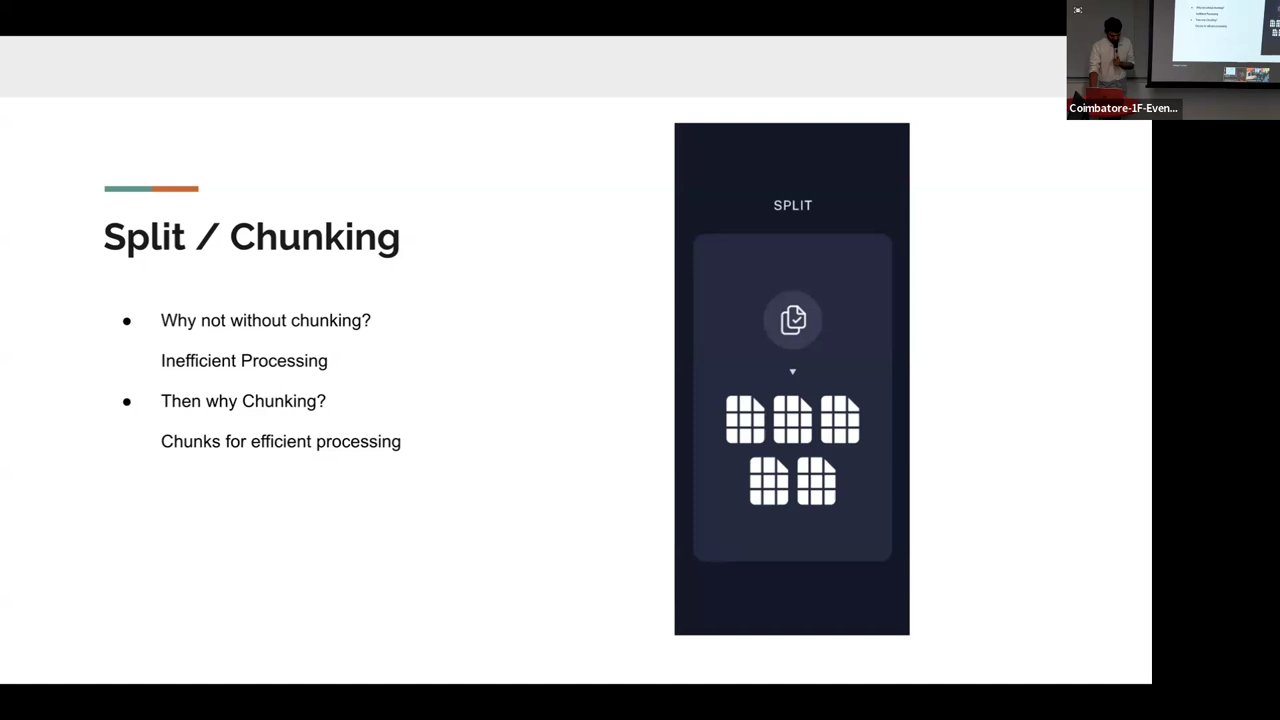 Coimbatore-1F-Even...
Split / Chunking
● Why not without chunking?
Inefficient Processing
● Then why Chunking?
Chunks for efficient processing
SPLIT